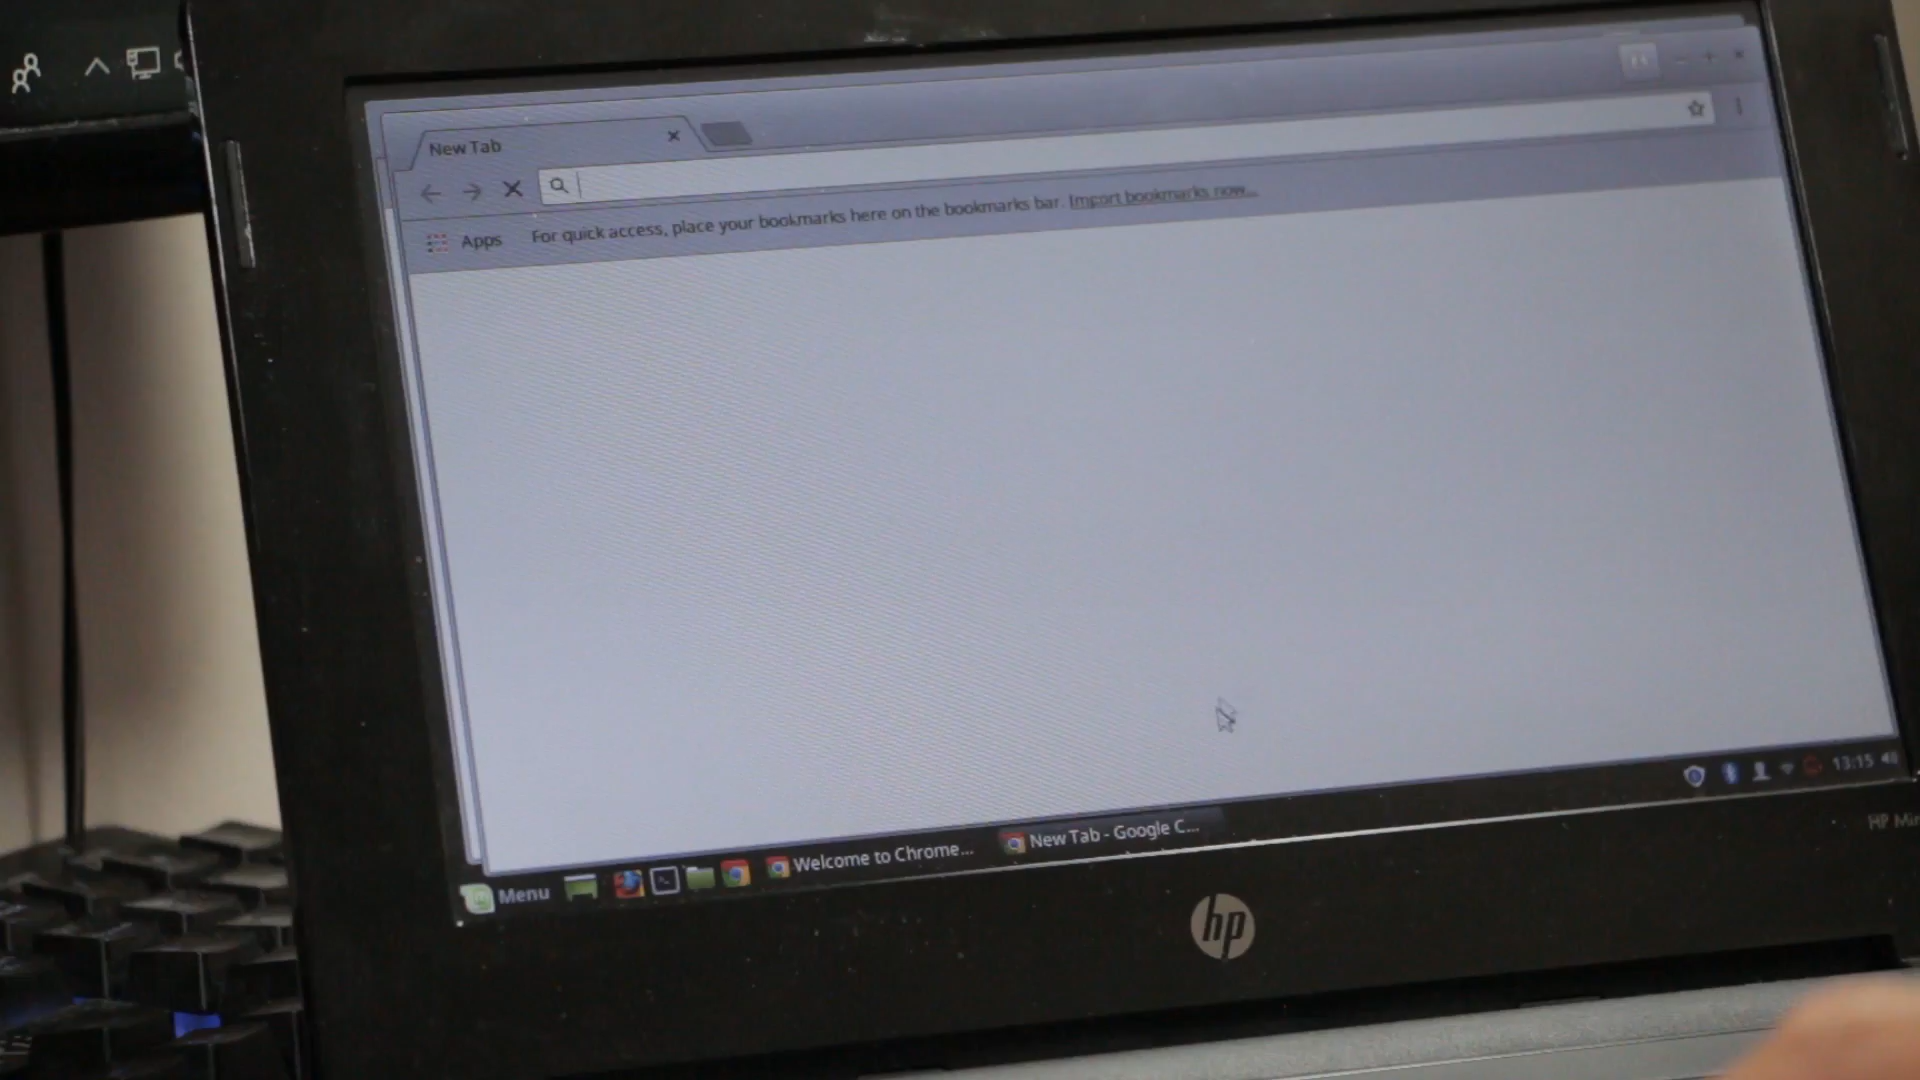 New Tab
Apps For quick access, place your bookmarks here on the bookmarks bar. Import bookmarks now...
Menu Welcome to Chrome... New Tab - Google C... 13:15
HP
hp